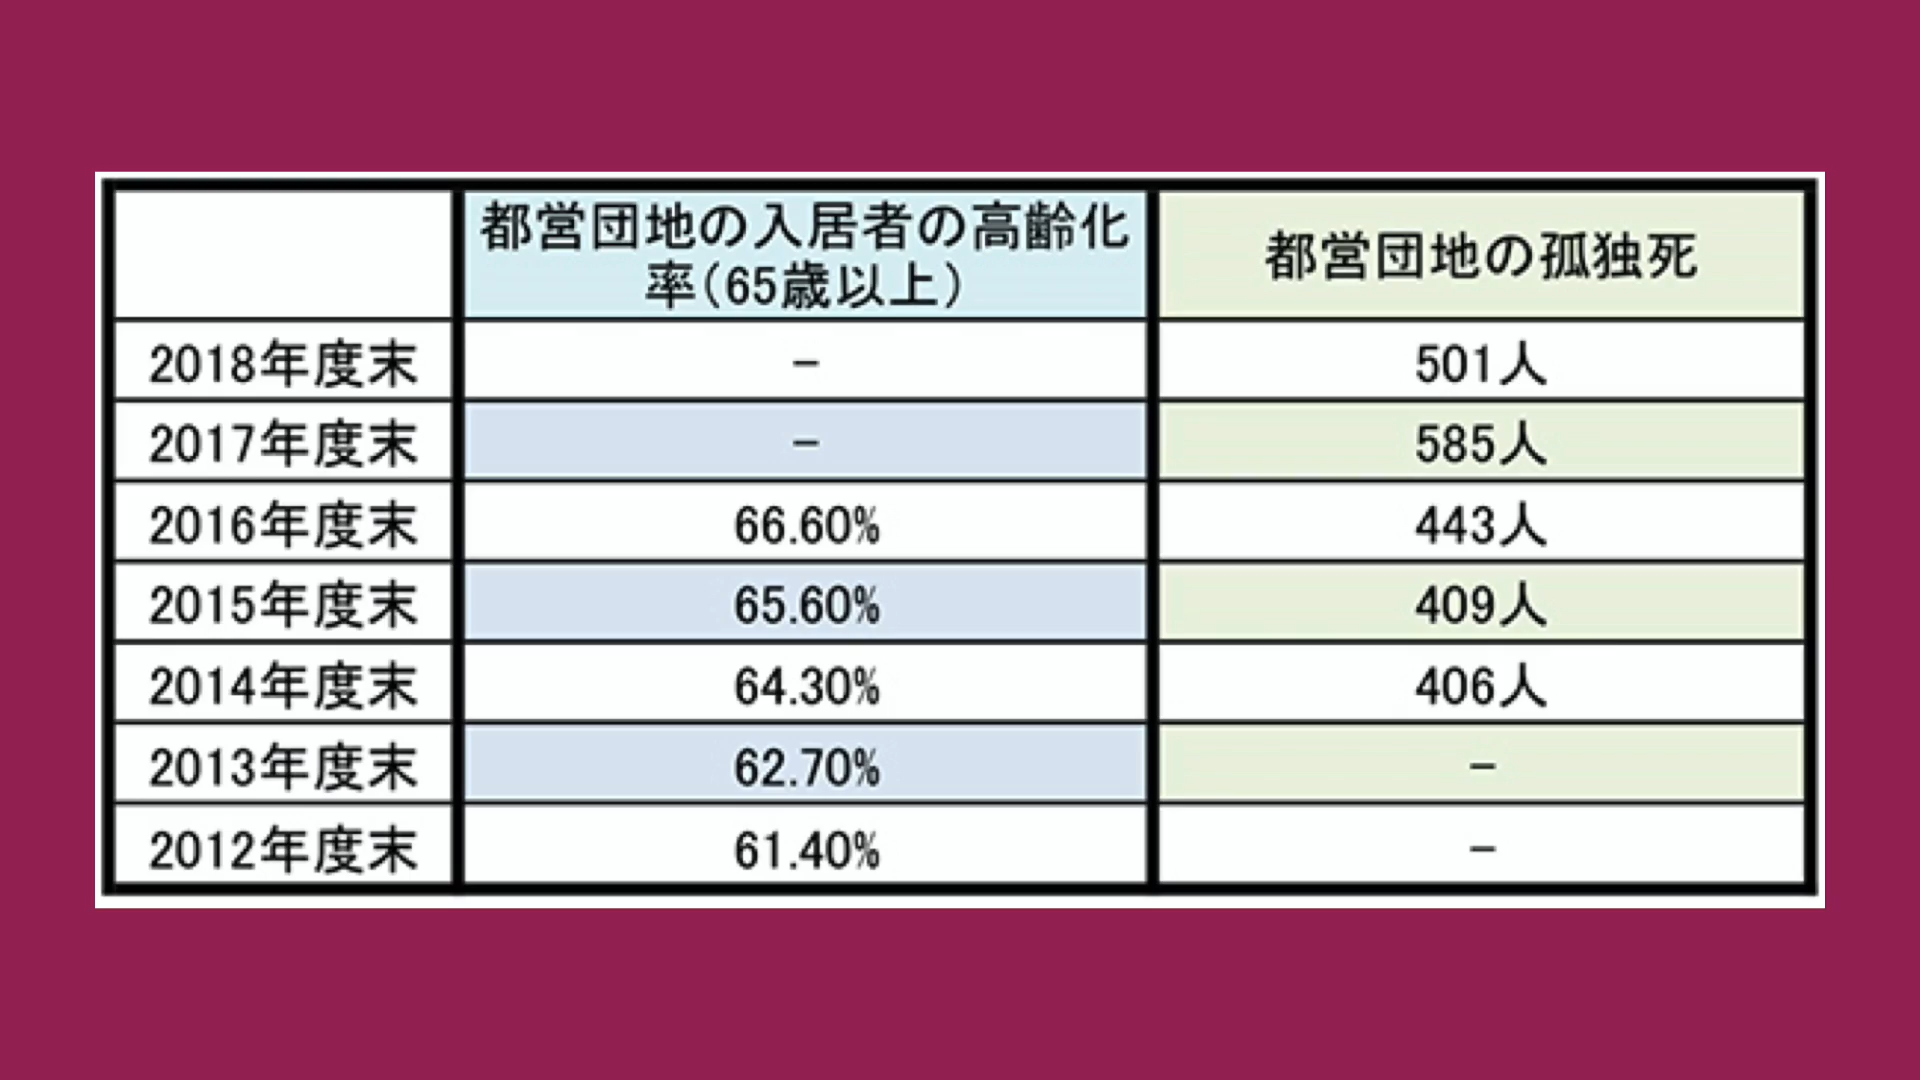 都営団地の入居者の高齢化
率(65歳以上)
都営団地の孤独死
2018年度末 － 501人
2017年度末 － 585人
2016年度末 66.60% 443人
2015年度末 65.60% 409人
2014年度末 64.30% 406人
2013年度末 62.70% －
2012年度末 61.40% －